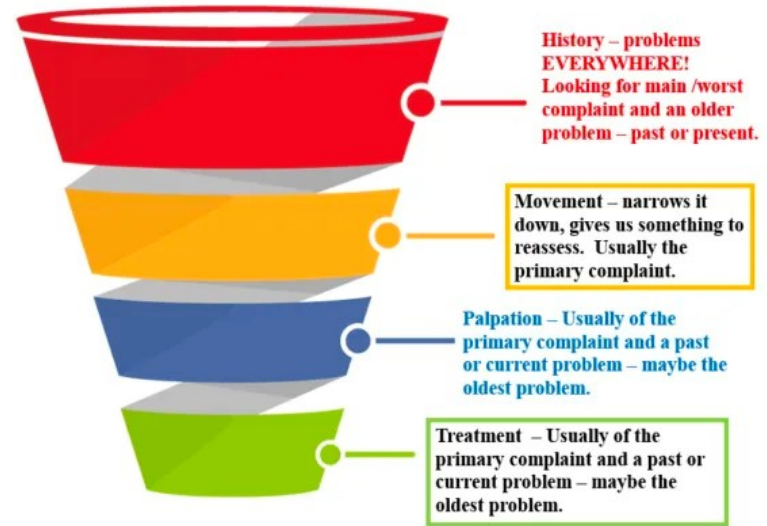 History – problems
EVERYWHERE!
Looking for main /worst
complaint and an older
problem – past or present.
Movement – narrows it
down, gives us something to
reassess.  Usually the
primary complaint.
Palpation – Usually of the
primary complaint and a past
or current problem – maybe the
oldest problem.
Treatment  – Usually of the
primary complaint and a past or
current problem – maybe the
oldest problem.